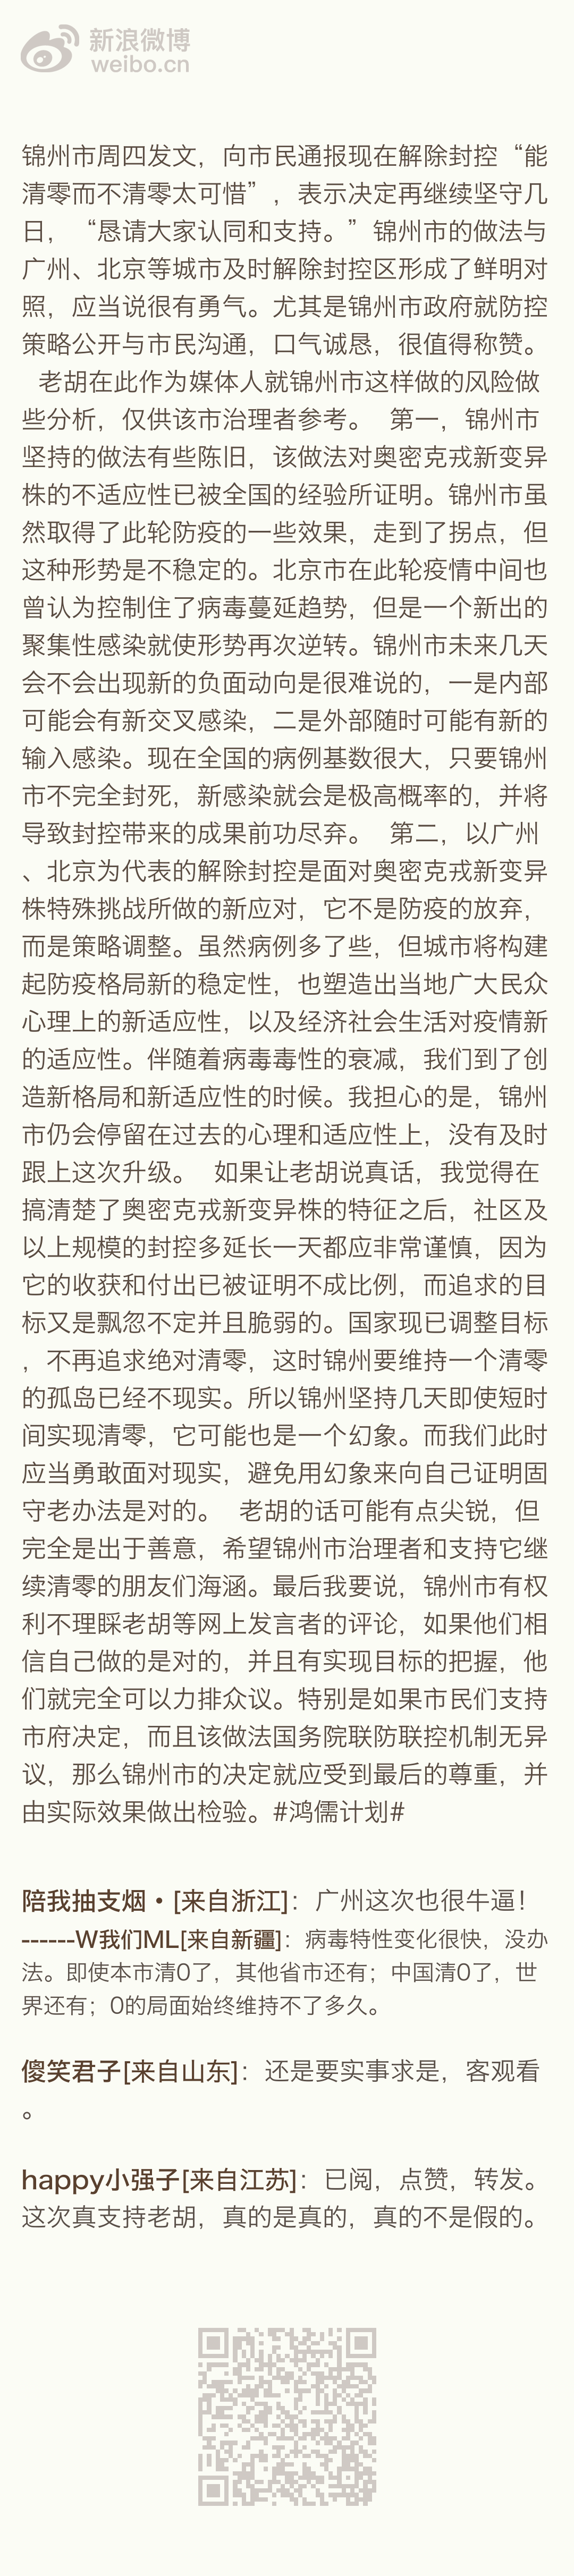 新浪微博
weibo.cn
锦州市周四发文，向市民通报现在解除封控“能
清零而不清零太可惜”，表示决定再继续坚守几
日，“恳请大家认同和支持。”锦州市的做法与
广州、北京等城市及时解除封控区形成了鲜明对
照，应当说很有勇气。尤其是锦州市政府就防控
策略公开与市民沟通，口气诚恳，很值得称赞。
老胡在此作为媒体人就锦州市这样做的风险做
些分析，仅供该市治理者参考。 第一，锦州市
坚持的做法有些陈旧，该做法对奥密克戎新变异
株的不适应性已被全国的经验所证明。锦州市虽
然取得了此轮防疫的一些效果，走到了拐点，但
这种形势是不稳定的。北京市在此轮疫情中间也
曾认为控制住了病毒蔓延趋势，但是一个新出的
聚集性感染就使形势再次逆转。锦州市未来几天
会不会出现新的负面动向是很难说的，一是内部
可能会有新交叉感染，二是外部随时可能有新的
输入感染。现在全国的病例基数很大，只要锦州
市不完全封死，新感染就会是极高概率的，并将
导致封控带来的成果前功尽弃。 第二，以广州
、北京为代表的解除封控是面对奥密克戎新变异
株特殊挑战所做的新应对，它不是防疫的放弃，
而是策略调整。虽然病例多了些，但城市将构建
起防疫格局新的稳定性，也塑造出当地广大民众
心理上的新适应性，以及经济社会生活对疫情新
的适应性。伴随着病毒毒性的衰减，我们到了创
造新格局和新适应性的时候。我担心的是，锦州
市仍会停留在过去的心理和适应性上，没有及时
跟上这次升级。 如果让老胡说真话，我觉得在
搞清楚了奥密克戎新变异株的特征之后，社区及
以上规模的封控多延长一天都应非常谨慎，因为
它的收获和付出已被证明不成比例，而追求的目
标又是飘忽不定并且脆弱的。国家现已调整目标
，不再追求绝对清零，这时锦州要维持一个清零
的孤岛已经不现实。所以锦州坚持几天即使短时
间实现清零，它可能也是一个幻象。而我们此时
应当勇敢面对现实，避免用幻象来向自己证明固
守老办法是对的。 老胡的话可能有点尖锐，但
完全是出于善意，希望锦州市治理者和支持它继
续清零的朋友们海涵。最后我要说，锦州市有权
利不理睬老胡等网上发言者的评论，如果他们相
信自己做的是对的，并且有实现目标的把握，他
们就完全可以力排众议。特别是如果市民们支持
市府决定，而且该做法国务院联防联控机制无异
议，那么锦州市的决定就应受到最后的尊重，并
由实际效果做出检验。#鸿儒计划#
陪我抽支烟•[来自浙江]：广州这次也很牛逼！
------W我们ML[来自新疆]：病毒特性变化很快，没办
法。即使本市清0了，其他省市还有；中国清0了，世
界还有；0的局面始终维持不了多久。
傻笑君子[来自山东]：还是要实事求是，客观看
。
happy小强子[来自江苏]：已阅，点赞，转发。
这次真支持老胡，真的是真的，真的不是假的。